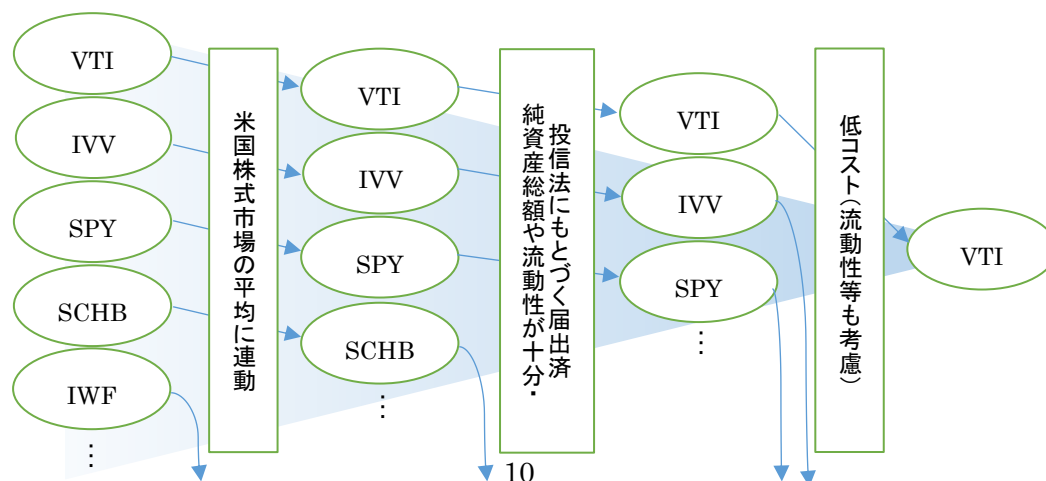 VTI
IVV
SPY
SCHB
IWF
⋮
米国株式市場の平均に連動
VTI
IVV
SPY
SCHB
⋮
投信法にもとづく届出済
純資産総額や流動性が十分・
VTI
IVV
SPY
⋮
低コスト(流動性等も考慮)
VTI
10